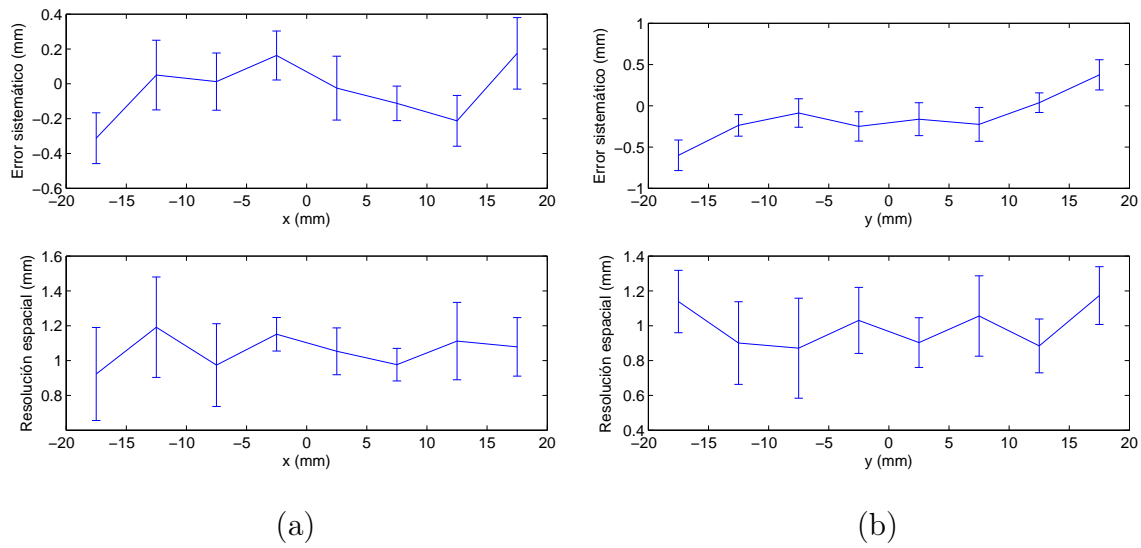 0.4
0.2
0
−0.2
−0.4
−0.6
Error sistemático (mm)
−20 −15 −10 −5 0 5 10 15 20
x (mm)
1
0.5
0
−0.5
−1
Error sistemático (mm)
−20 −15 −10 −5 0 5 10 15 20
y (mm)
1.6
1.4
1.2
1
0.8
Resolución espacial (mm)
−20 −15 −10 −5 0 5 10 15 20
x (mm)
1.4
1.2
1
0.8
0.6
0.4
Resolución espacial (mm)
−20 −15 −10 −5 0 5 10 15 20
y (mm)
(a)
(b)